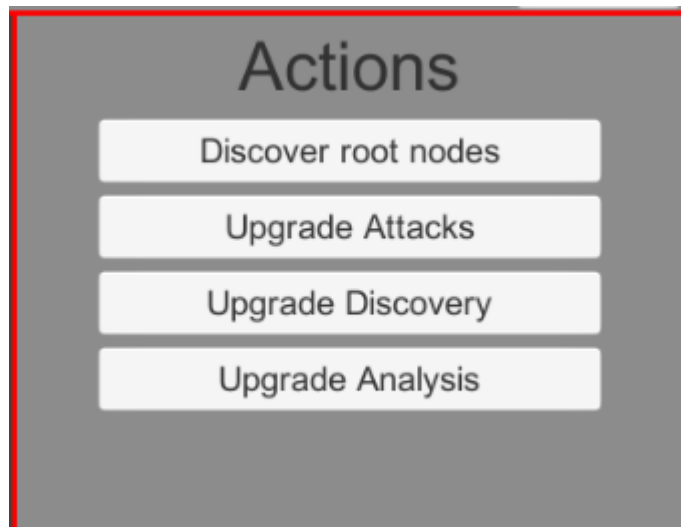 Actions
Discover root nodes
Upgrade Attacks
Upgrade Discovery
Upgrade Analysis